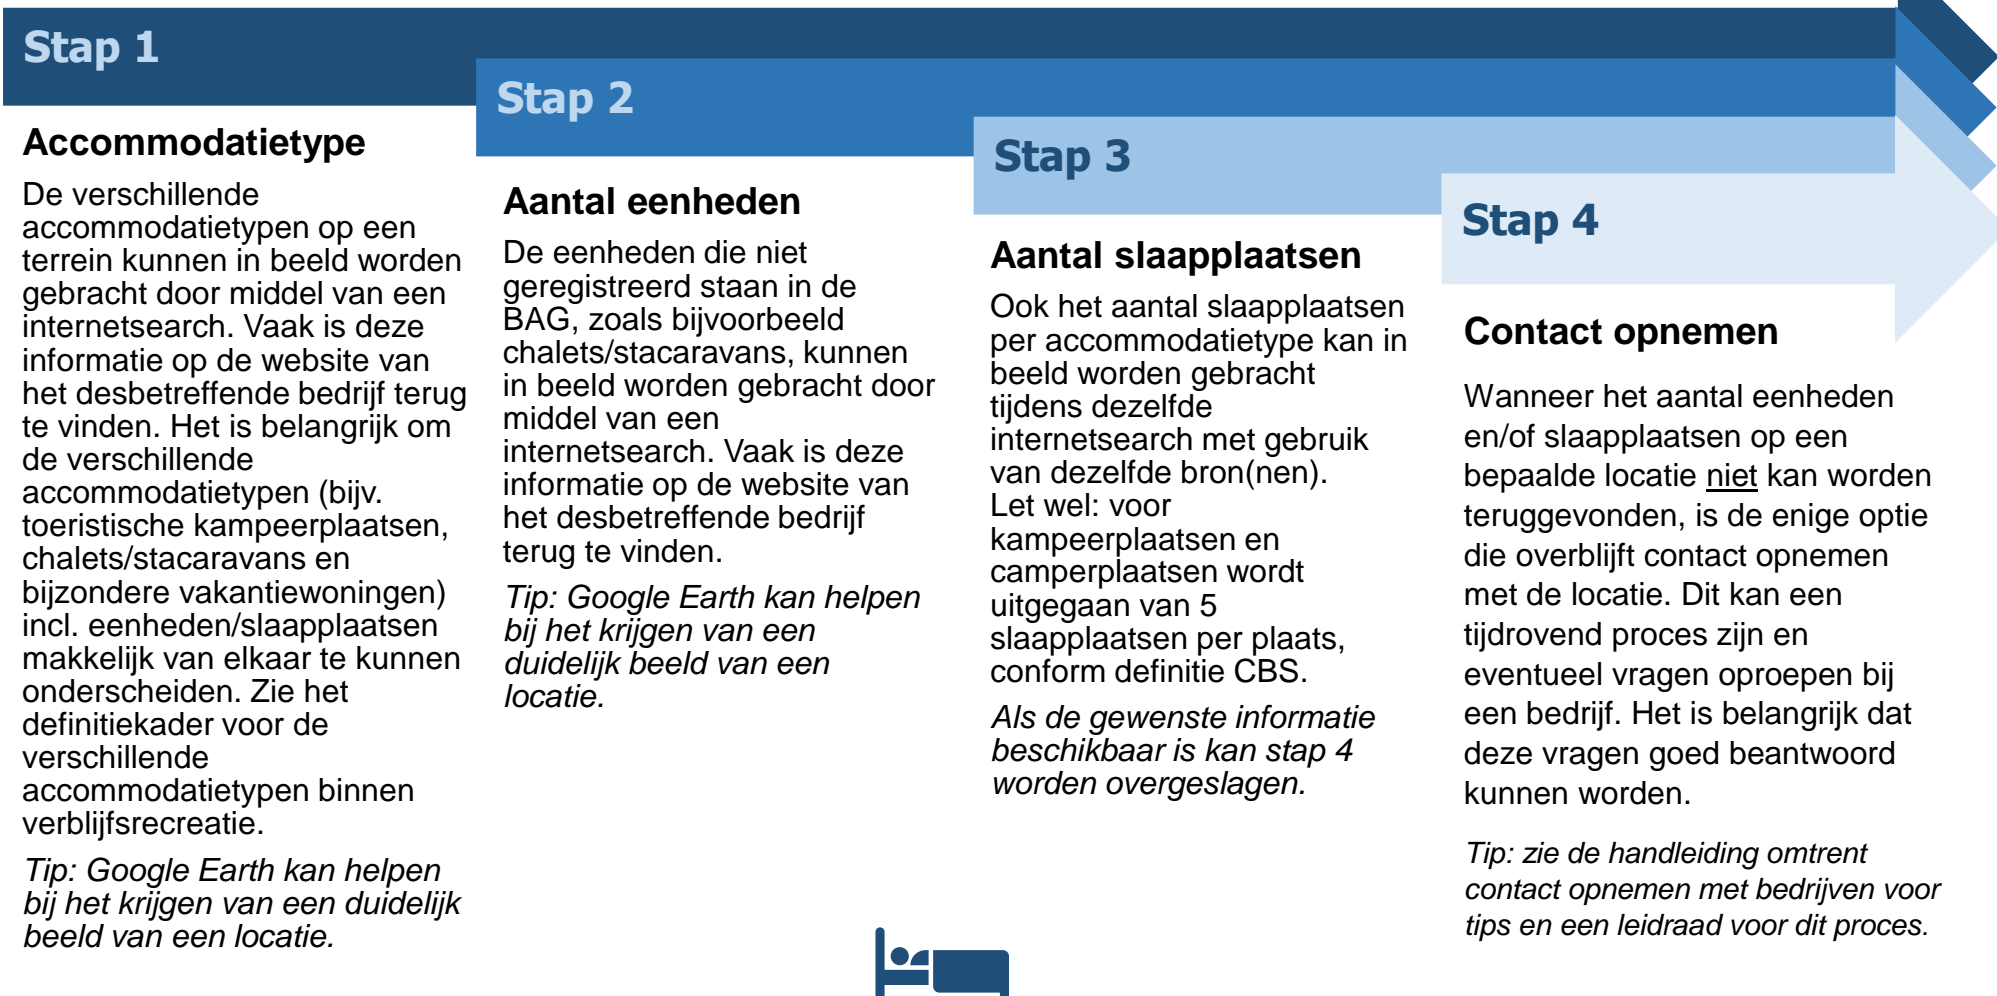 Stap 1
Accommodatietype
De verschillende
accommodatietypen op een
terrein kunnen in beeld worden
gebracht door middel van een
internetsearch. Vaak is deze
informatie op de website van
het desbetreffende bedrijf terug
te vinden. Het is belangrijk om
de verschillende
accommodatietypen (bijv.
toeristische kampeerplaatsen,
chalets/stacaravans en
bijzondere vakantiewoningen)
incl. eenheden/slaapplaatsen
makkelijk van elkaar te kunnen
onderscheiden. Zie het
definitiekader voor de
verschillende
accommodatietypen binnen
verblijfsrecreatie.
Tip: Google Earth kan helpen
bij het krijgen van een duidelijk
beeld van een locatie.
Stap 2
Aantal eenheden
De eenheden die niet
geregistreerd staan in de
BAG, zoals bijvoorbeeld
chalets/stacaravans, kunnen
in beeld worden gebracht door
middel van een
internetsearch. Vaak is deze
informatie op de website van
het desbetreffende bedrijf
terug te vinden.
Tip: Google Earth kan helpen
bij het krijgen van een
duidelijk beeld van een
locatie.
Stap 3
Aantal slaapplaatsen
Ook het aantal slaapplaatsen
per accommodatietype kan in
beeld worden gebracht
tijdens dezelfde
internetsearch met gebruik
van dezelfde bron(nen).
Let wel: voor
kampeerplaatsen en
camperplaatsen wordt
uitgegaan van 5
slaapplaatsen per plaats,
conform definitie CBS.
Als de gewenste informatie
beschikbaar is kan stap 4
worden overgeslagen.
Stap 4
Contact opnemen
Wanneer het aantal eenheden
en/of slaapplaatsen op een
bepaalde locatie niet kan worden
teruggevonden, is de enige optie
die overblijft contact opnemen
met de locatie. Dit kan een
tijdrovend proces zijn en
eventueel vragen oproepen bij
een bedrijf. Het is belangrijk dat
deze vragen goed beantwoord
kunnen worden.
Tip: zie de handleiding omtrent
contact opnemen met bedrijven voor
tips en een leidraad voor dit proces.